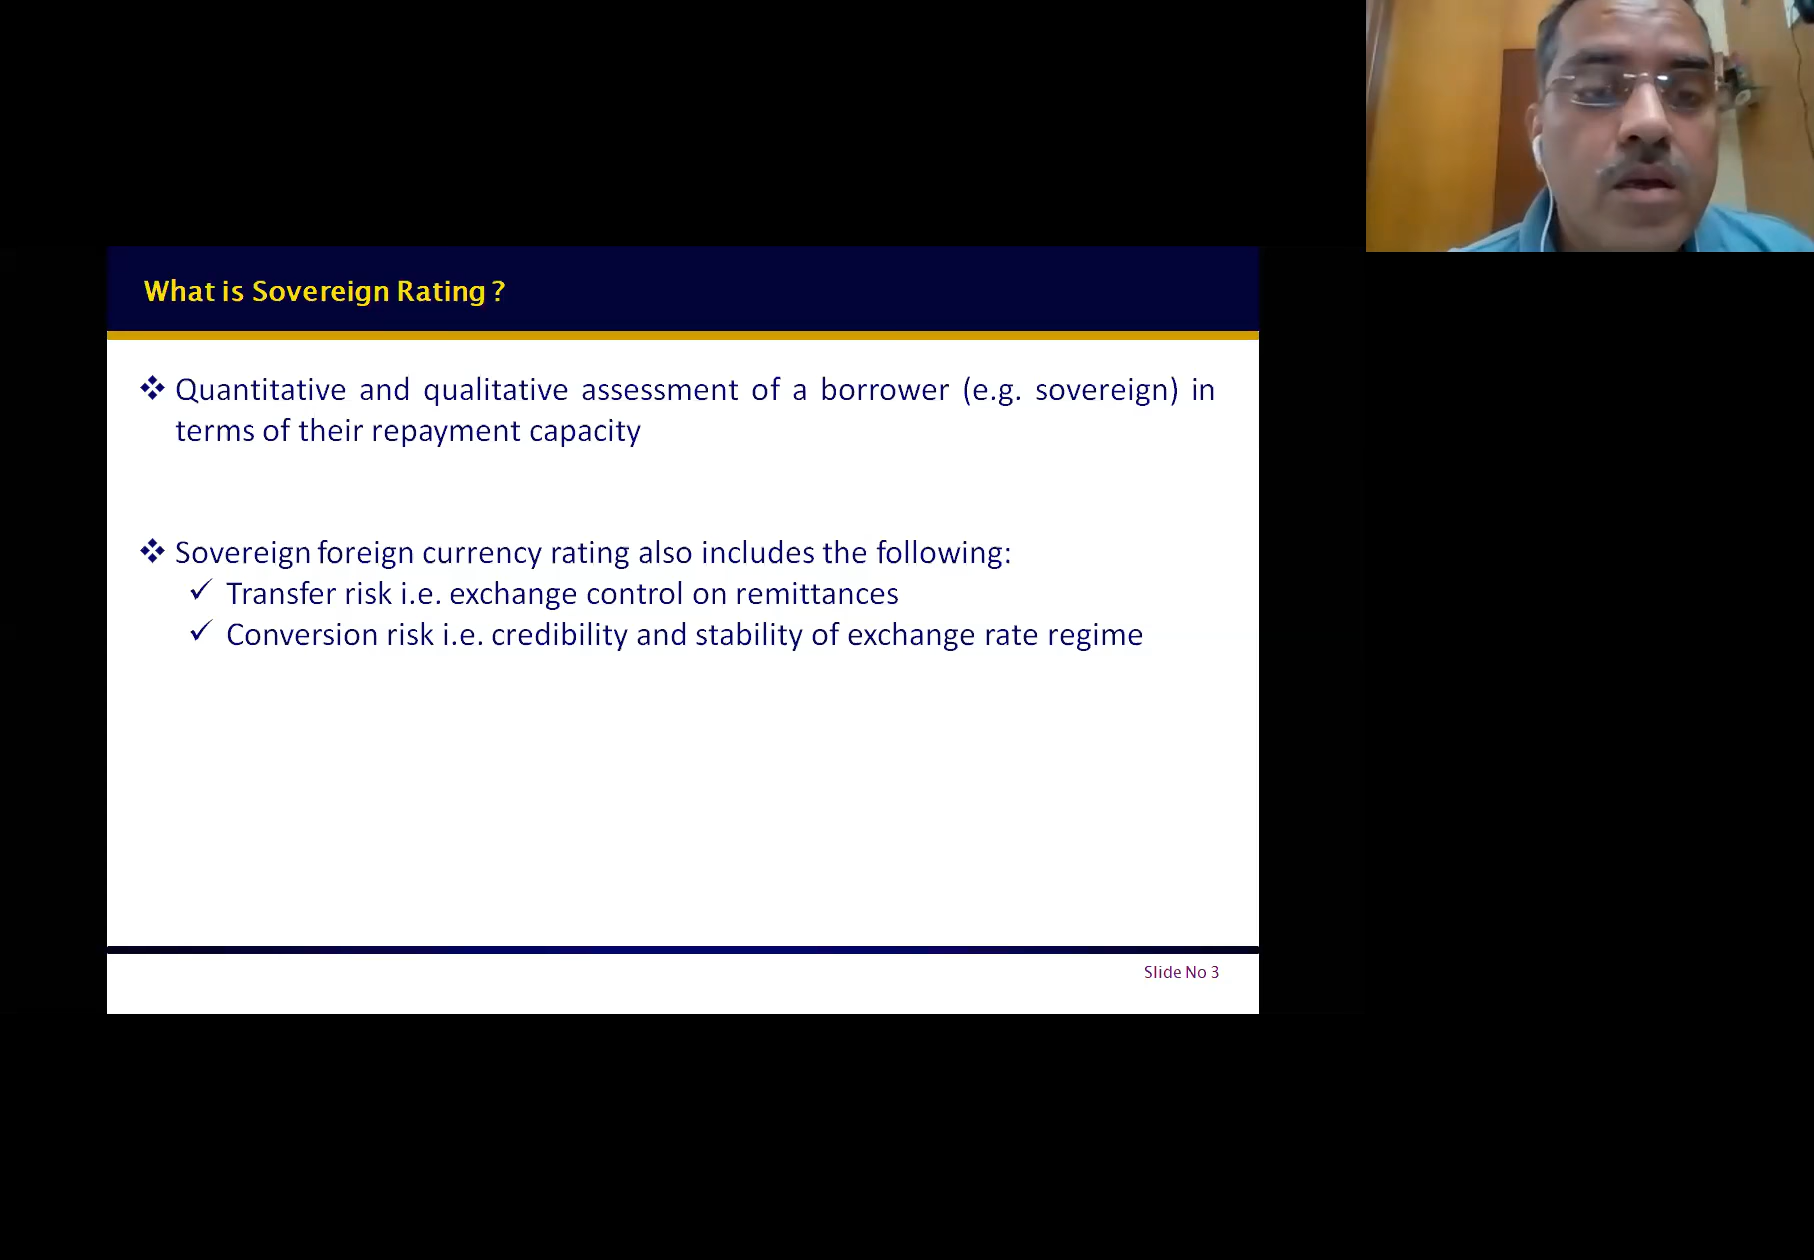 What is Sovereign Rating ?
❖ Quantitative and qualitative assessment of a borrower (e.g. sovereign) in
terms of their repayment capacity
❖ Sovereign foreign currency rating also includes the following:
✓ Transfer risk i.e. exchange control on remittances
✓ Conversion risk i.e. credibility and stability of exchange rate regime
Slide No 3